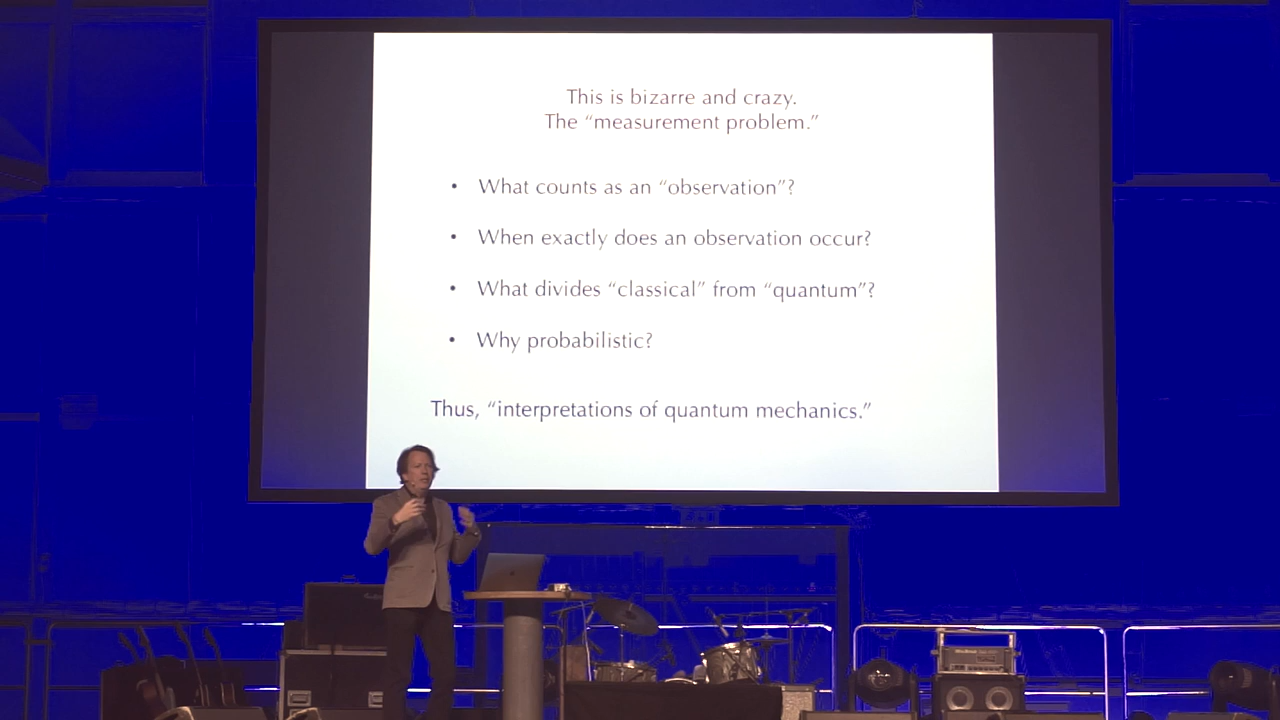 This is bizarre and crazy.
The “measurement problem.”
• What counts as an “observation”?
• When exactly does an observation occur?
• What divides “classical” from “quantum”?
• Why probabilistic?
Thus, “interpretations of quantum mechanics.”